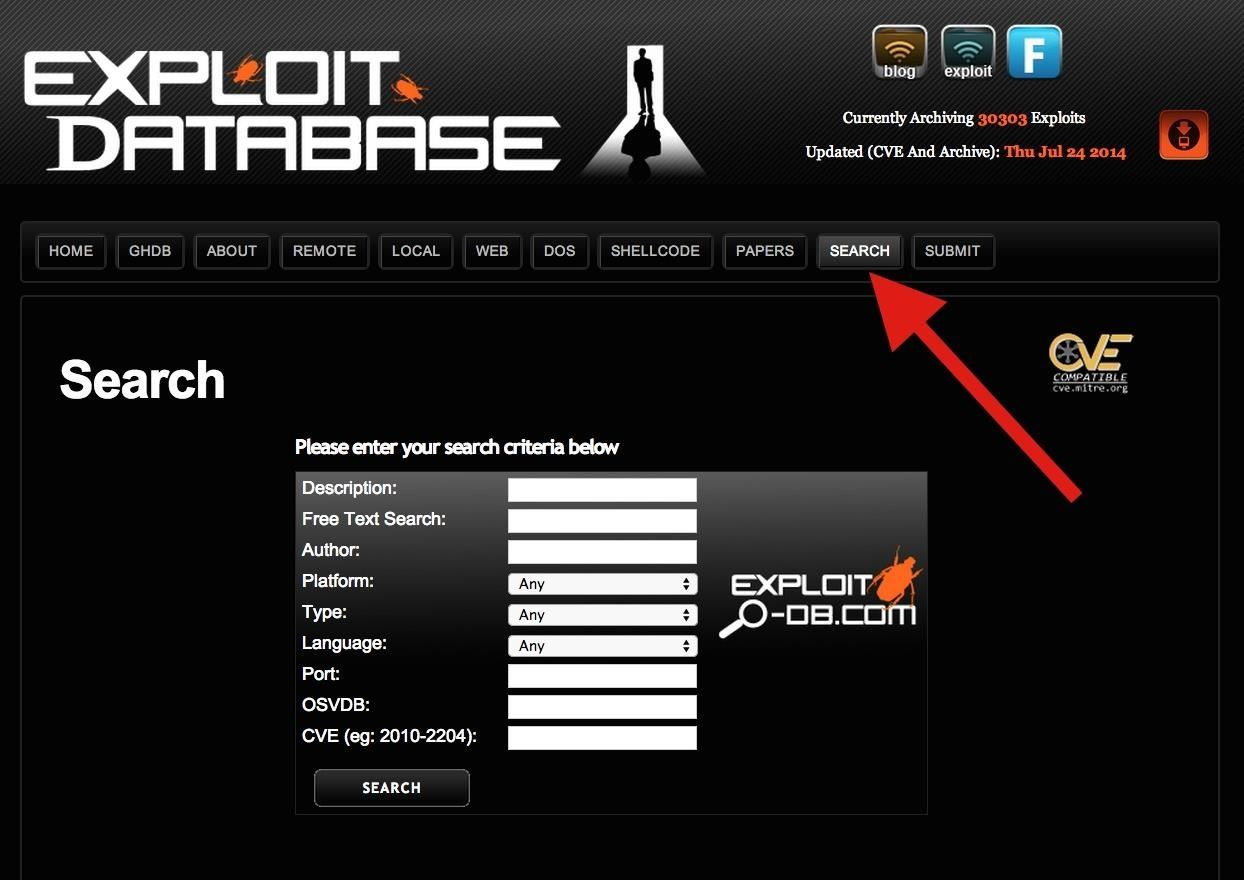 EXPLOIT
DATABASE
blog
exploit
F
Currently Archiving 30303 Exploits
Updated (CVE And Archive): Thu Jul 24 2014
HOME GHDB ABOUT REMOTE LOCAL WEB DOS SHELLCODE PAPERS SEARCH SUBMIT
Search
CVE
COMPATIBLE
cve.mitre.org
Please enter your search criteria below
Description:
Free Text Search:
Author:
Platform: Any
Type: Any
Language: Any
Port:
OSVDB:
CVE (eg: 2010-2204):
EXPLOIT
-DB.COM
SEARCH